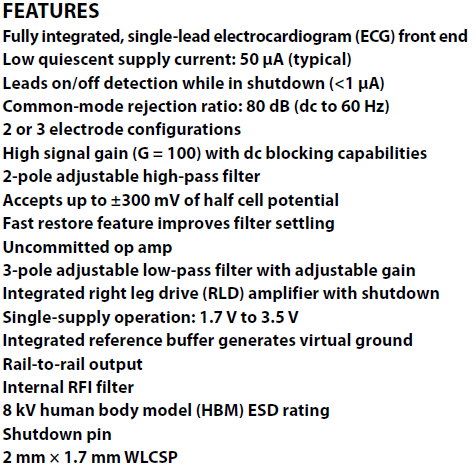 FEATURES
Fully integrated, single-lead electrocardiogram (ECG) front end
Low quiescent supply current: 50 μA (typical)
Leads on/off detection while in shutdown (<1 μA)
Common-mode rejection ratio: 80 dB (dc to 60 Hz)
2 or 3 electrode configurations
High signal gain (G = 100) with dc blocking capabilities
2-pole adjustable high-pass filter
Accepts up to ±300 mV of half cell potential
Fast restore feature improves filter settling
Uncommitted op amp
3-pole adjustable low-pass filter with adjustable gain
Integrated right leg drive (RLD) amplifier with shutdown
Single-supply operation: 1.7 V to 3.5 V
Integrated reference buffer generates virtual ground
Rail-to-rail output
Internal RFI filter
8 kV human body model (HBM) ESD rating
Shutdown pin
2 mm × 1.7 mm WLCSP